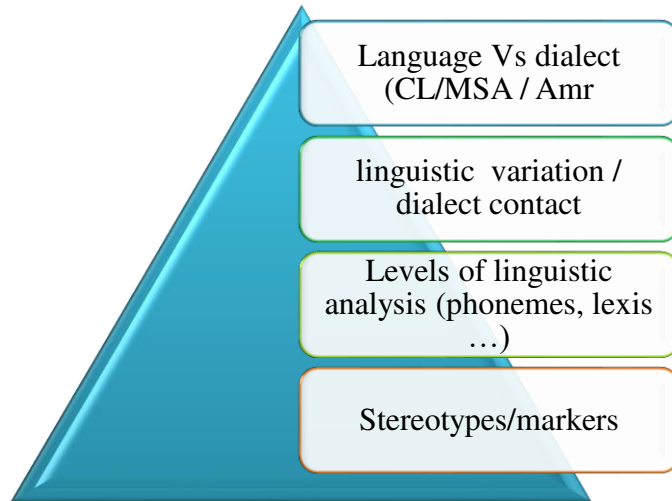 Language Vs dialect
(CL/MSA / Amr
linguistic variation /
dialect contact
Levels of linguistic
analysis (phonemes, lexis
…)
Stereotypes/markers